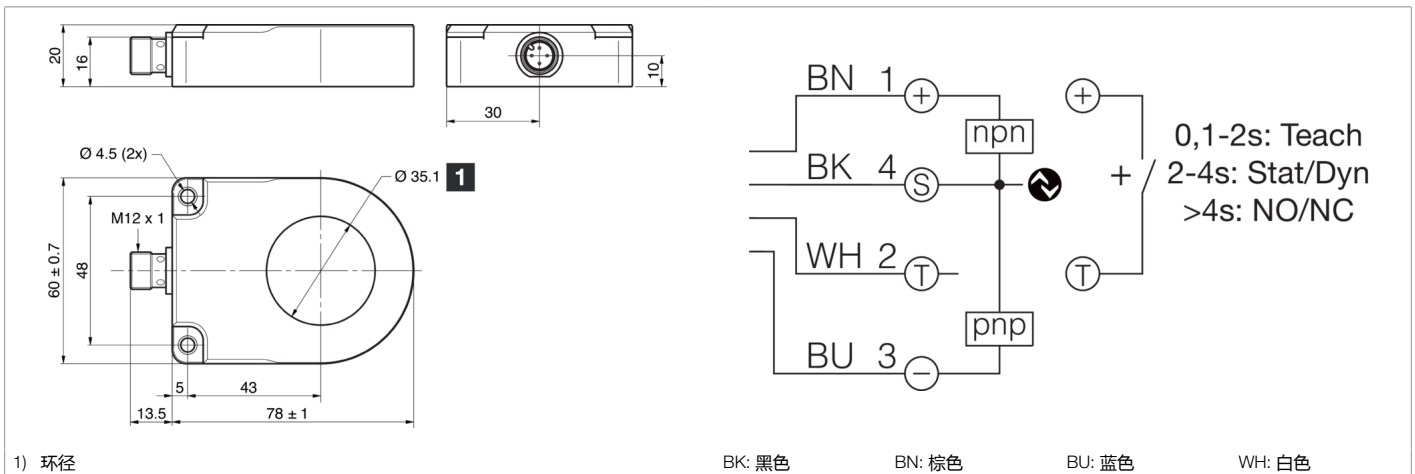 20
16
10
30
Ø 4.5 (2x)
Ø 35.1 1
M12 x 1
60 ± 0.7
48
5 43
13.5 78 ± 1
BN 1 + +
npn
0,1-2s: Teach
BK 4 S + 2-4s: Stat/Dyn
>4s: NO/NC
WH 2 T T
pnp
BU 3 −
1) 环径
BK: 黑色 BN: 棕色 BU: 蓝色 WH: 白色